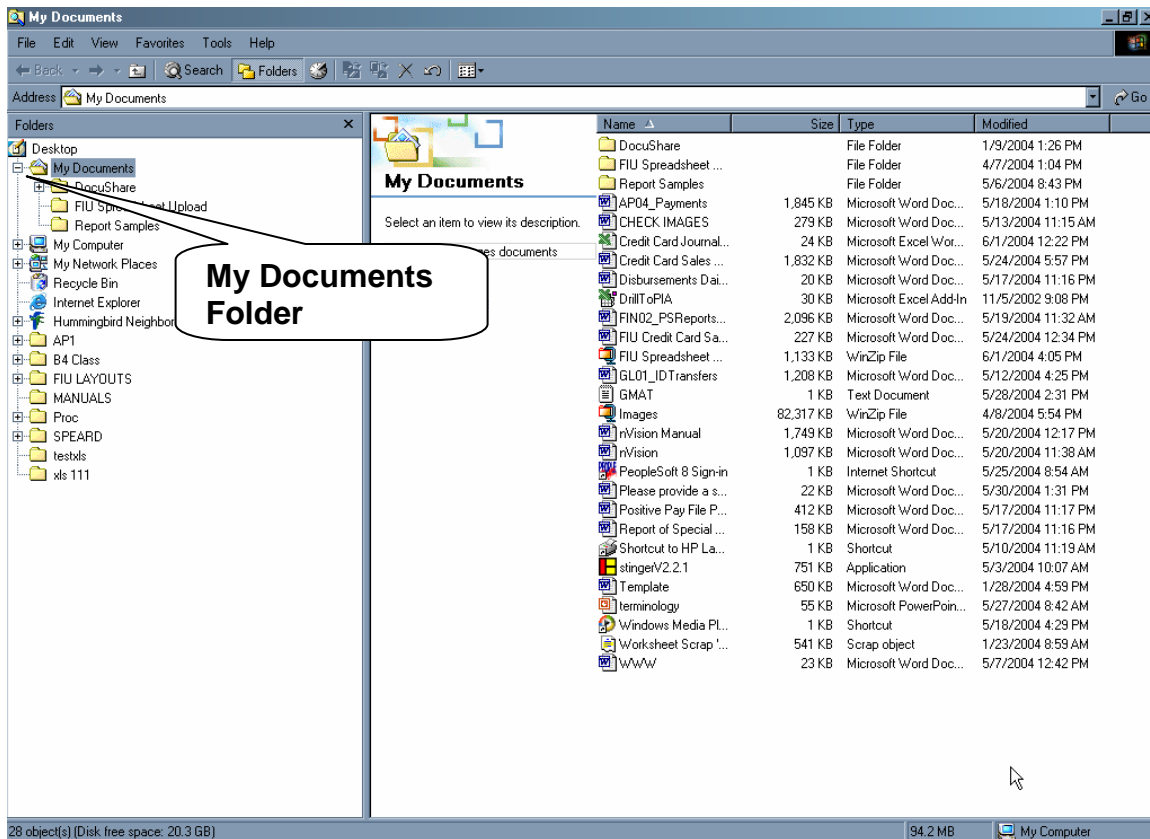 My Documents
File Edit View Favorites Tools Help
Back Search Folders
Address My Documents Go
Folders
Desktop
My Documents
DocuShare
FIU Spreadsheet Upload
Report Samples
My Computer
My Network Places
Recycle Bin
Internet Explorer
Hummingbird Neighbor
AP1
B4 Class
FIU LAYOUTS
MANUALS
Proc
SPEARD
testxls
xls 111
My Documents
Folder
My Documents
Select an item to view its description.
documents
Name Size Type Modified
DocuShare File Folder 1/9/2004 1:26 PM
FIU Spreadsheet ... File Folder 4/7/2004 1:04 PM
Report Samples File Folder 5/6/2004 8:43 PM
AP04_Payments 1,845 KB Microsoft Word Doc... 5/18/2004 1:10 PM
CHECK IMAGES 279 KB Microsoft Word Doc... 5/13/2004 11:15 AM
Credit Card Journal... 24 KB Microsoft Excel Wor... 6/1/2004 12:22 PM
Credit Card Sales ... 1,832 KB Microsoft Word Doc... 5/24/2004 5:57 PM
Disbursements Dai... 20 KB Microsoft Word Doc... 5/17/2004 11:16 PM
DrillToPIA 30 KB Microsoft Excel Add-In 11/5/2002 9:08 PM
FIN02_PSReports... 2,096 KB Microsoft Word Doc... 5/19/2004 11:32 AM
FIU Credit Card Sa... 227 KB Microsoft Word Doc... 5/24/2004 12:34 PM
FIU Spreadsheet ... 1,133 KB WinZip File 6/1/2004 4:05 PM
GL01_IDTransfers 1,208 KB Microsoft Word Doc... 5/12/2004 4:25 PM
GMAT 1 KB Text Document 5/28/2004 2:31 PM
Images 82,317 KB WinZip File 4/8/2004 5:54 PM
nVision Manual 1,749 KB Microsoft Word Doc... 5/20/2004 12:17 PM
nVision 1,097 KB Microsoft Word Doc... 5/20/2004 11:38 AM
PeopleSoft 8 Sign-in 1 KB Internet Shortcut 5/25/2004 8:54 AM
Please provide a s... 22 KB Microsoft Word Doc... 5/30/2004 1:31 PM
Positive Pay File P... 412 KB Microsoft Word Doc... 5/17/2004 11:17 PM
Report of Special ... 158 KB Microsoft Word Doc... 5/17/2004 11:16 PM
Shortcut to HP La... 1 KB Shortcut 5/10/2004 11:19 AM
stingerV2.2.1 751 KB Application 5/3/2004 10:07 AM
Template 650 KB Microsoft Word Doc... 1/28/2004 4:59 PM
terminology 55 KB Microsoft PowerPoin... 5/27/2004 8:42 AM
Windows Media Pl... 1 KB Shortcut 5/18/2004 4:29 PM
Worksheet Scrap '... 541 KB Scrap object 1/23/2004 8:59 AM
WWW 23 KB Microsoft Word Doc... 5/7/2004 12:42 PM
28 object(s) (Disk free space: 20.3 GB) 94.2 MB My Computer